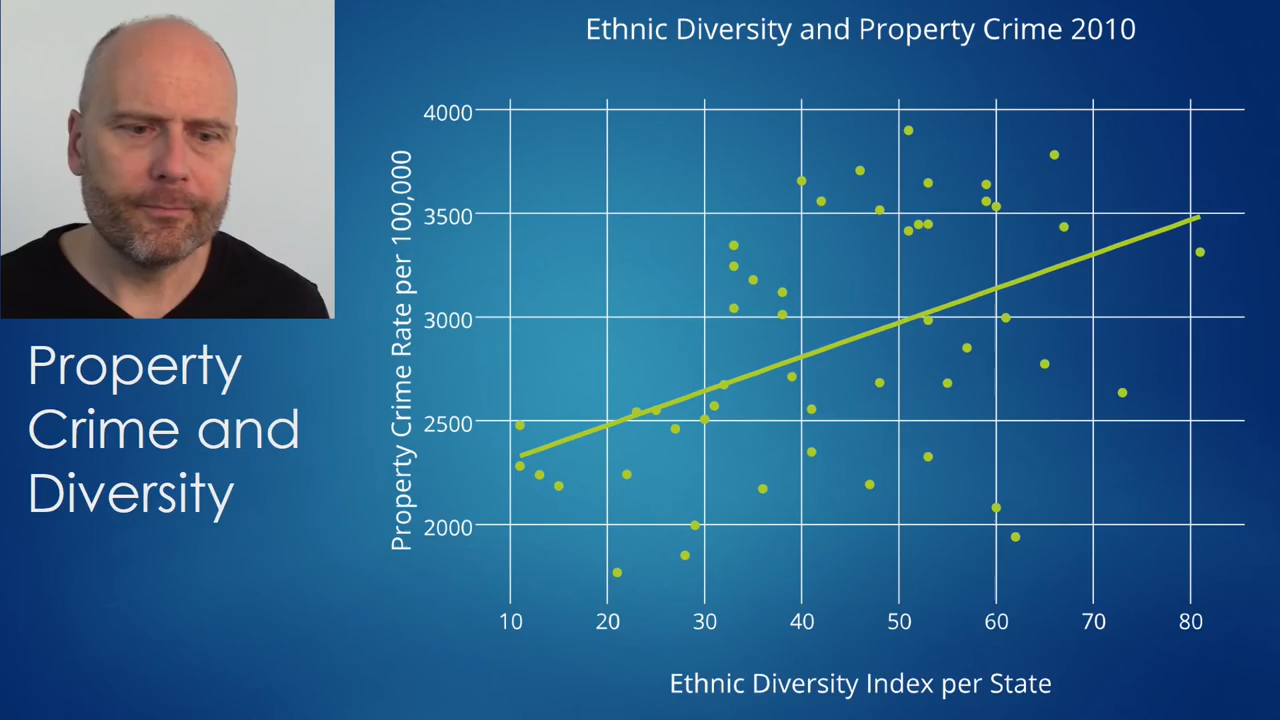 Ethnic Diversity and Property Crime 2010
Property Crime Rate per 100,000
4000
3500
3000
2500
2000
10 20 30 40 50 60 70 80
Ethnic Diversity Index per State
Property
Crime and
Diversity